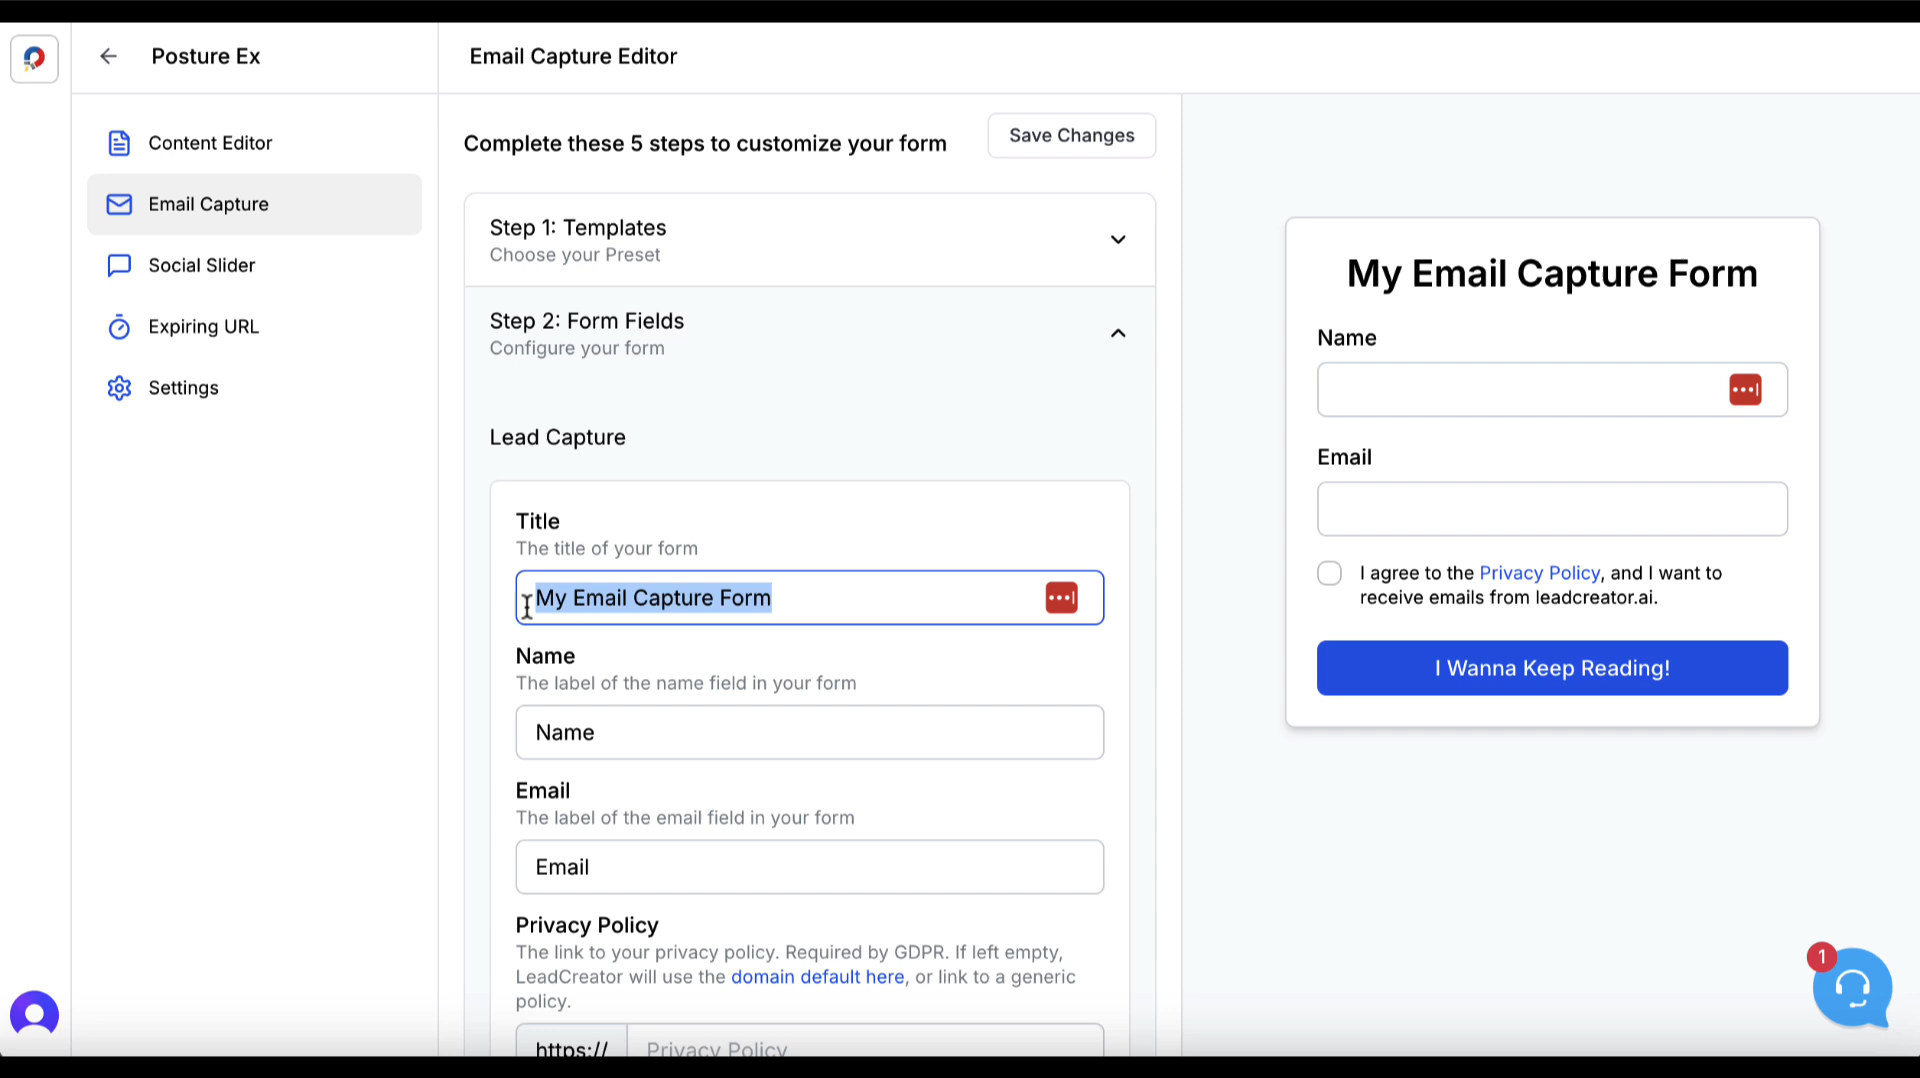 Posture Ex
Email Capture Editor
Content Editor
Email Capture
Social Slider
Expiring URL
Settings
Complete these 5 steps to customize your form
Save Changes
Step 1: Templates
Choose your Preset
Step 2: Form Fields
Configure your form
Lead Capture
Title
The title of your form
My Email Capture Form
Name
The label of the name field in your form
Name
Email
The label of the email field in your form
Email
Privacy Policy
The link to your privacy policy. Required by GDPR. If left empty,
LeadCreator will use the domain default here, or link to a generic
policy.
https:// Privacy Policy
My Email Capture Form
Name
Email
I agree to the Privacy Policy, and I want to
receive emails from leadcreator.ai.
I Wanna Keep Reading!
1